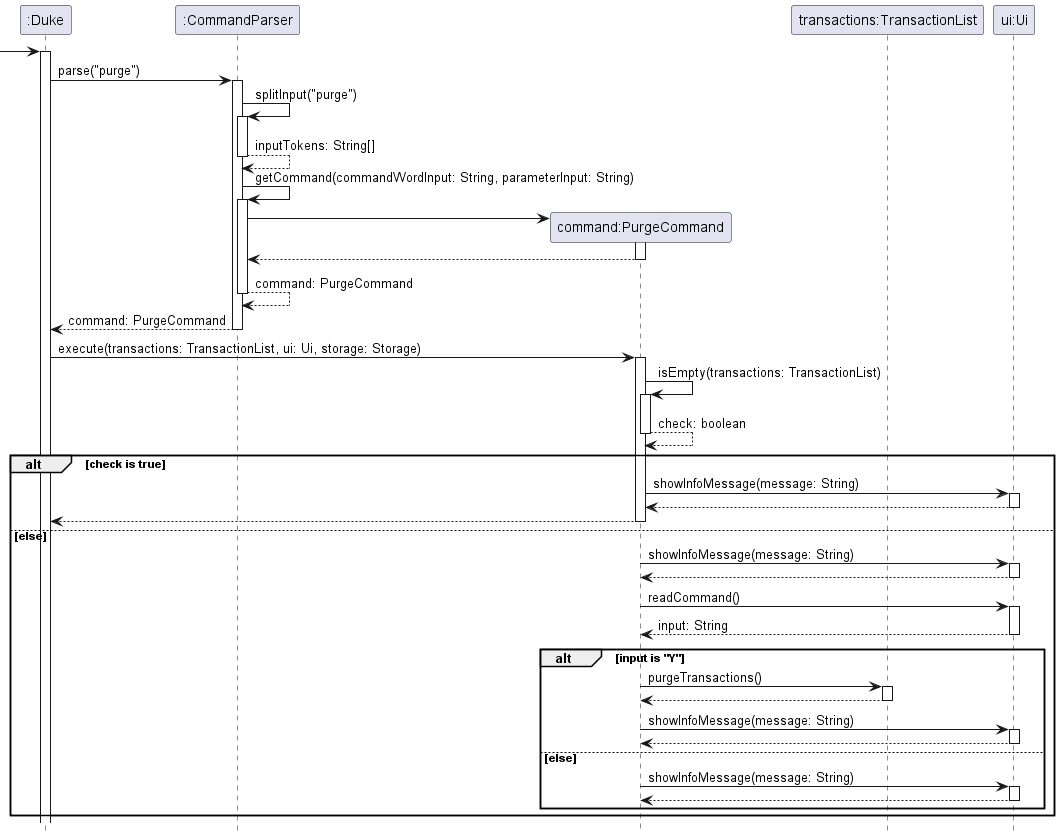 :Duke
:CommandParser
transactions:TransactionList
ui:Ui
parse("purge")
splitInput("purge")
inputTokens: String[]
getCommand(commandWordInput: String, parameterInput: String)
command:PurgeCommand
command: PurgeCommand
command: PurgeCommand
execute(transactions: TransactionList, ui: Ui, storage: Storage)
isEmpty(transactions: TransactionList)
check: boolean
alt [check is true]
showInfoMessage(message: String)
[else]
showInfoMessage(message: String)
readCommand()
input: String
alt [input is "Y"]
purgeTransactions()
showInfoMessage(message: String)
[else]
showInfoMessage(message: String)